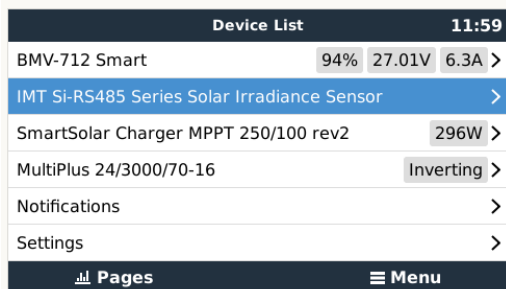 Device List 11:59
BMV-712 Smart 94% 27.01V 6.3A
IMT Si-RS485 Series Solar Irradiance Sensor
SmartSolar Charger MPPT 250/100 rev2 296W
MultiPlus 24/3000/70-16 Inverting
Notifications
Settings
Pages Menu